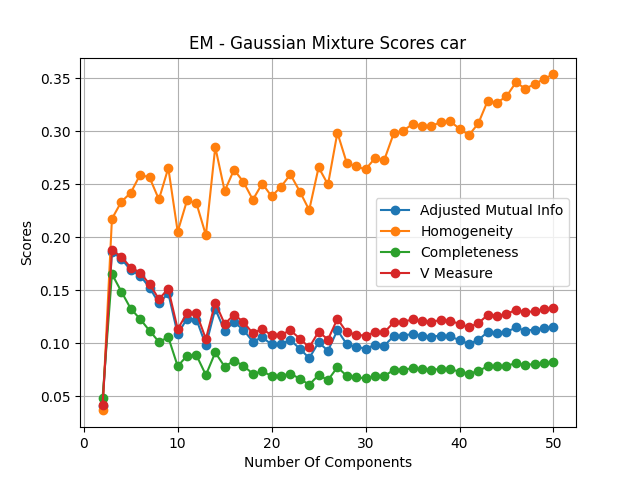 EM - Gaussian Mixture Scores car
0.35
0.30
0.25
0.20
0.15
0.10
0.05
Scores
Adjusted Mutual Info
Homogeneity
Completeness
V Measure
0 10 20 30 40 50
Number Of Components